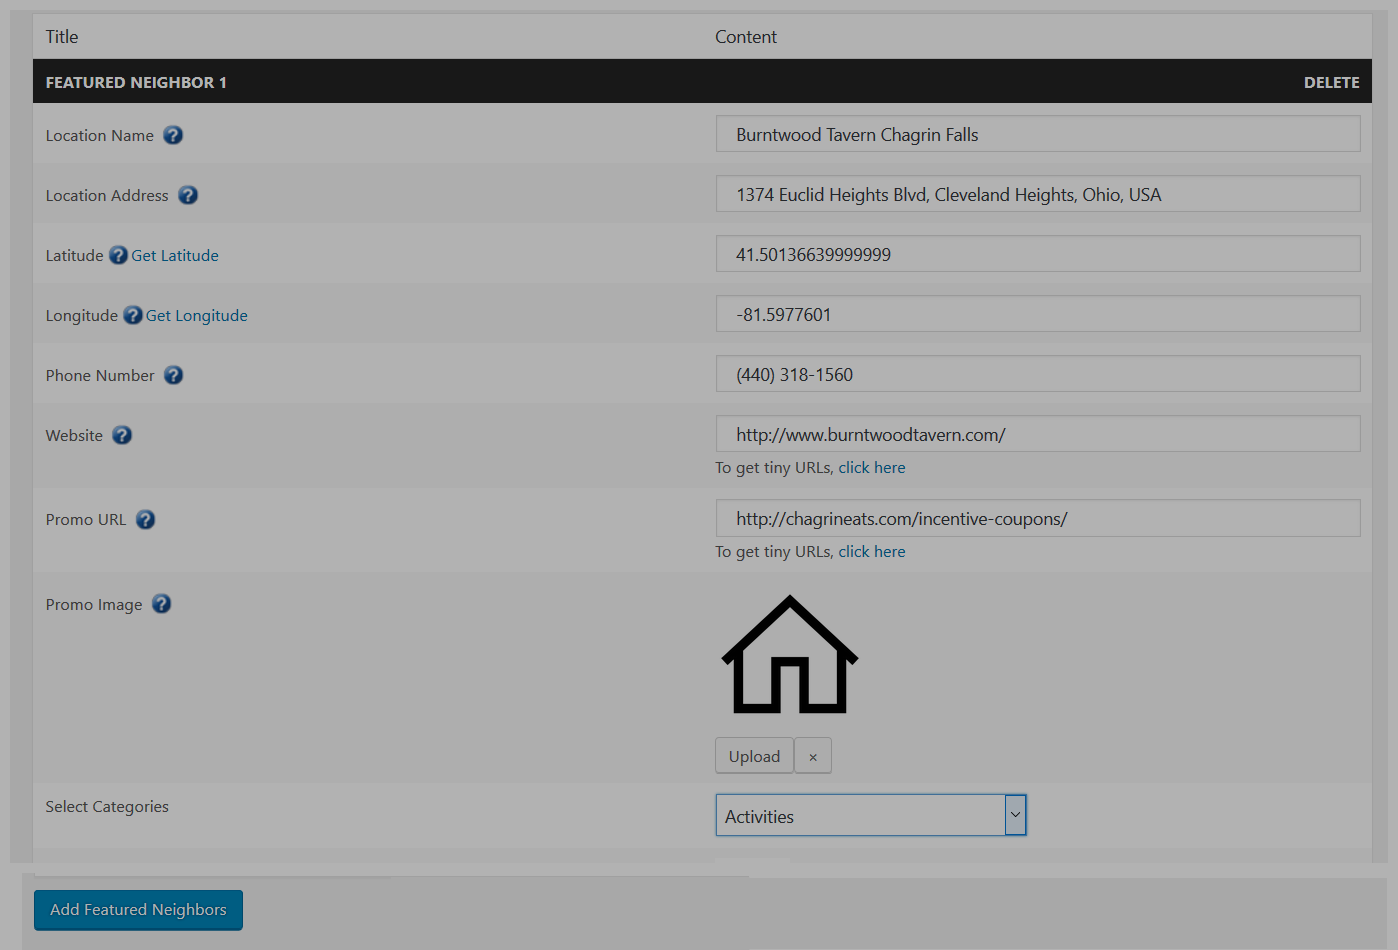 Title Content
FEATURED NEIGHBOR 1 DELETE
Location Name ? Burntwood Tavern Chagrin Falls
Location Address ? 1374 Euclid Heights Blvd, Cleveland Heights, Ohio, USA
Latitude ? Get Latitude 41.50136639999999
Longitude ? Get Longitude -81.5977601
Phone Number ? (440) 318-1560
Website ? http://www.burntwoodtavern.com/
To get tiny URLs, click here
Promo URL ? http://chagrineats.com/incentive-coupons/
To get tiny URLs, click here
Promo Image ?
Upload ×
Select Categories Activities
Add Featured Neighbors